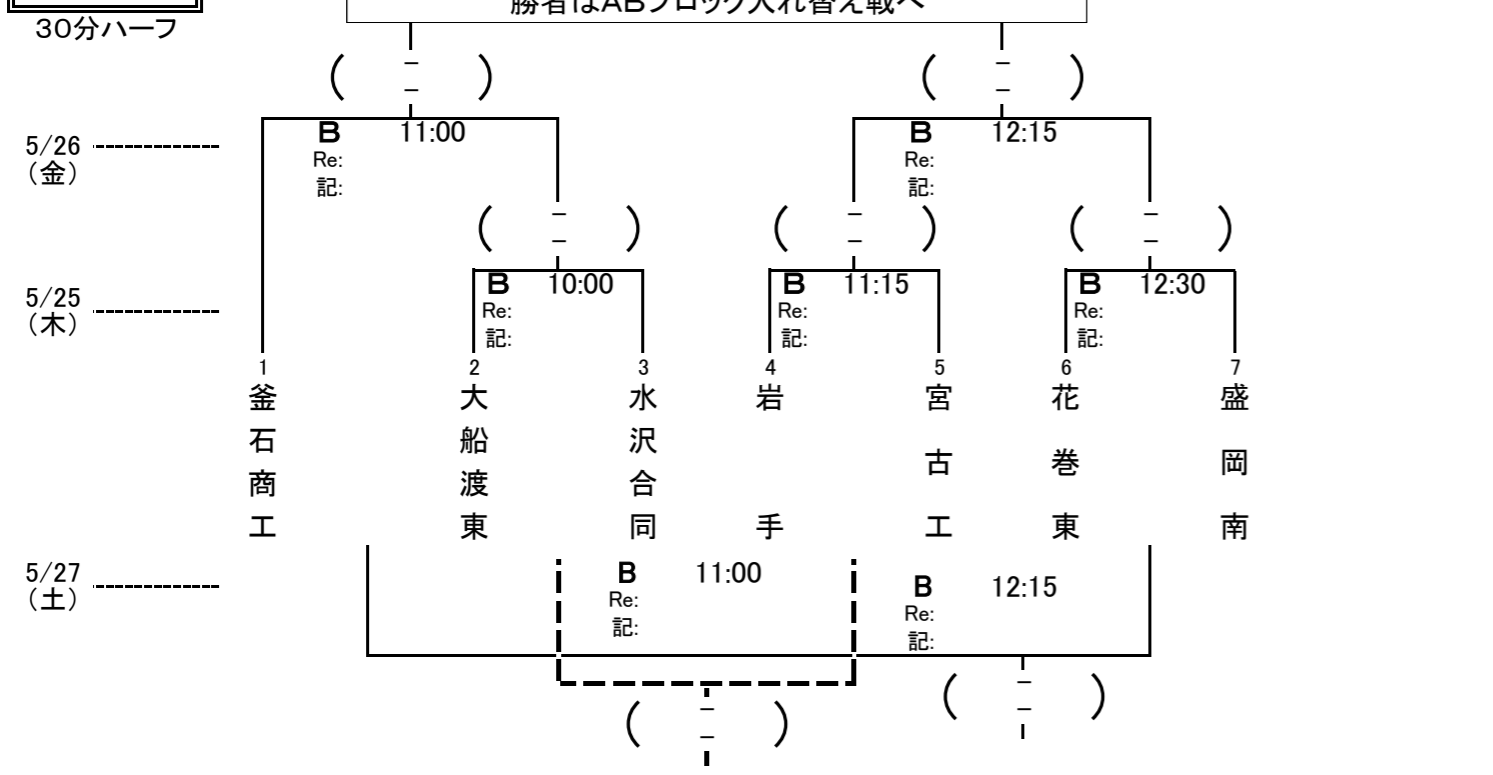 勝者はABブロック入れ替え戦へ
30分ハーフ
( - - )
( - - )
5/26
(金)
B 11:00
Re:
記:
B 12:15
Re:
記:
( - - )
( - - )
( - - )
5/25
(木)
B 10:00
Re:
記:
B 11:15
Re:
記:
B 12:30
Re:
記:
1
釜石商工
2
大船渡東
3
水沢合同
4
岩手
5
宮古工
6
花巻東
7
盛岡南
5/27
(土)
B 11:00
Re:
記:
B 12:15
Re:
記:
( - - )
( - - )